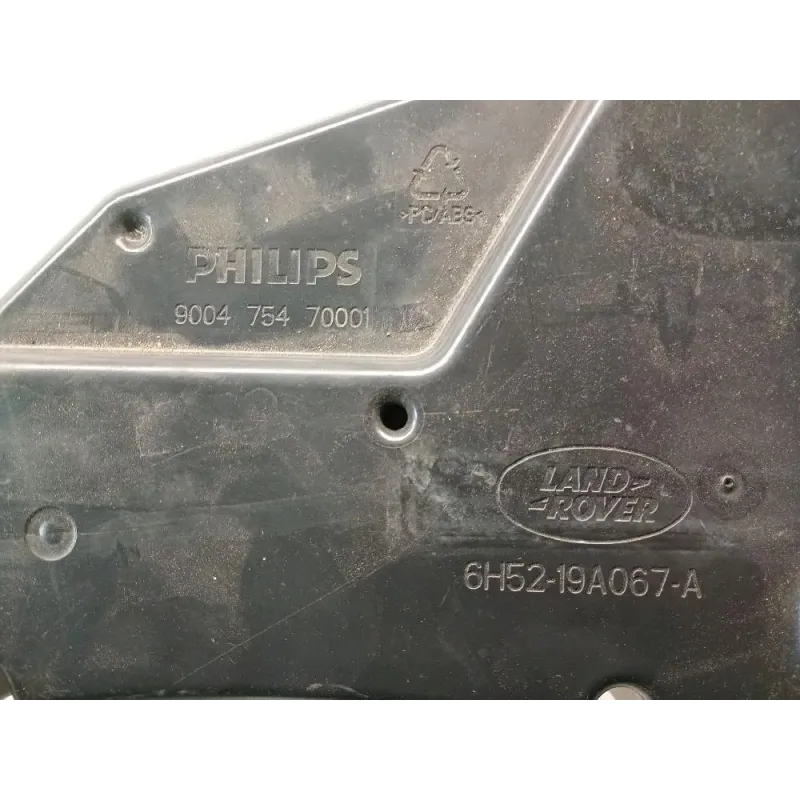 >PC/ABS<
PHILIPS
9004 754 70001
LAND
ROVER
6H52-19A067-A